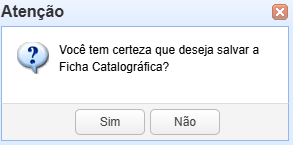 Atenção
Você tem certeza que deseja salvar a
Ficha Catalográfica?
Sim
Não